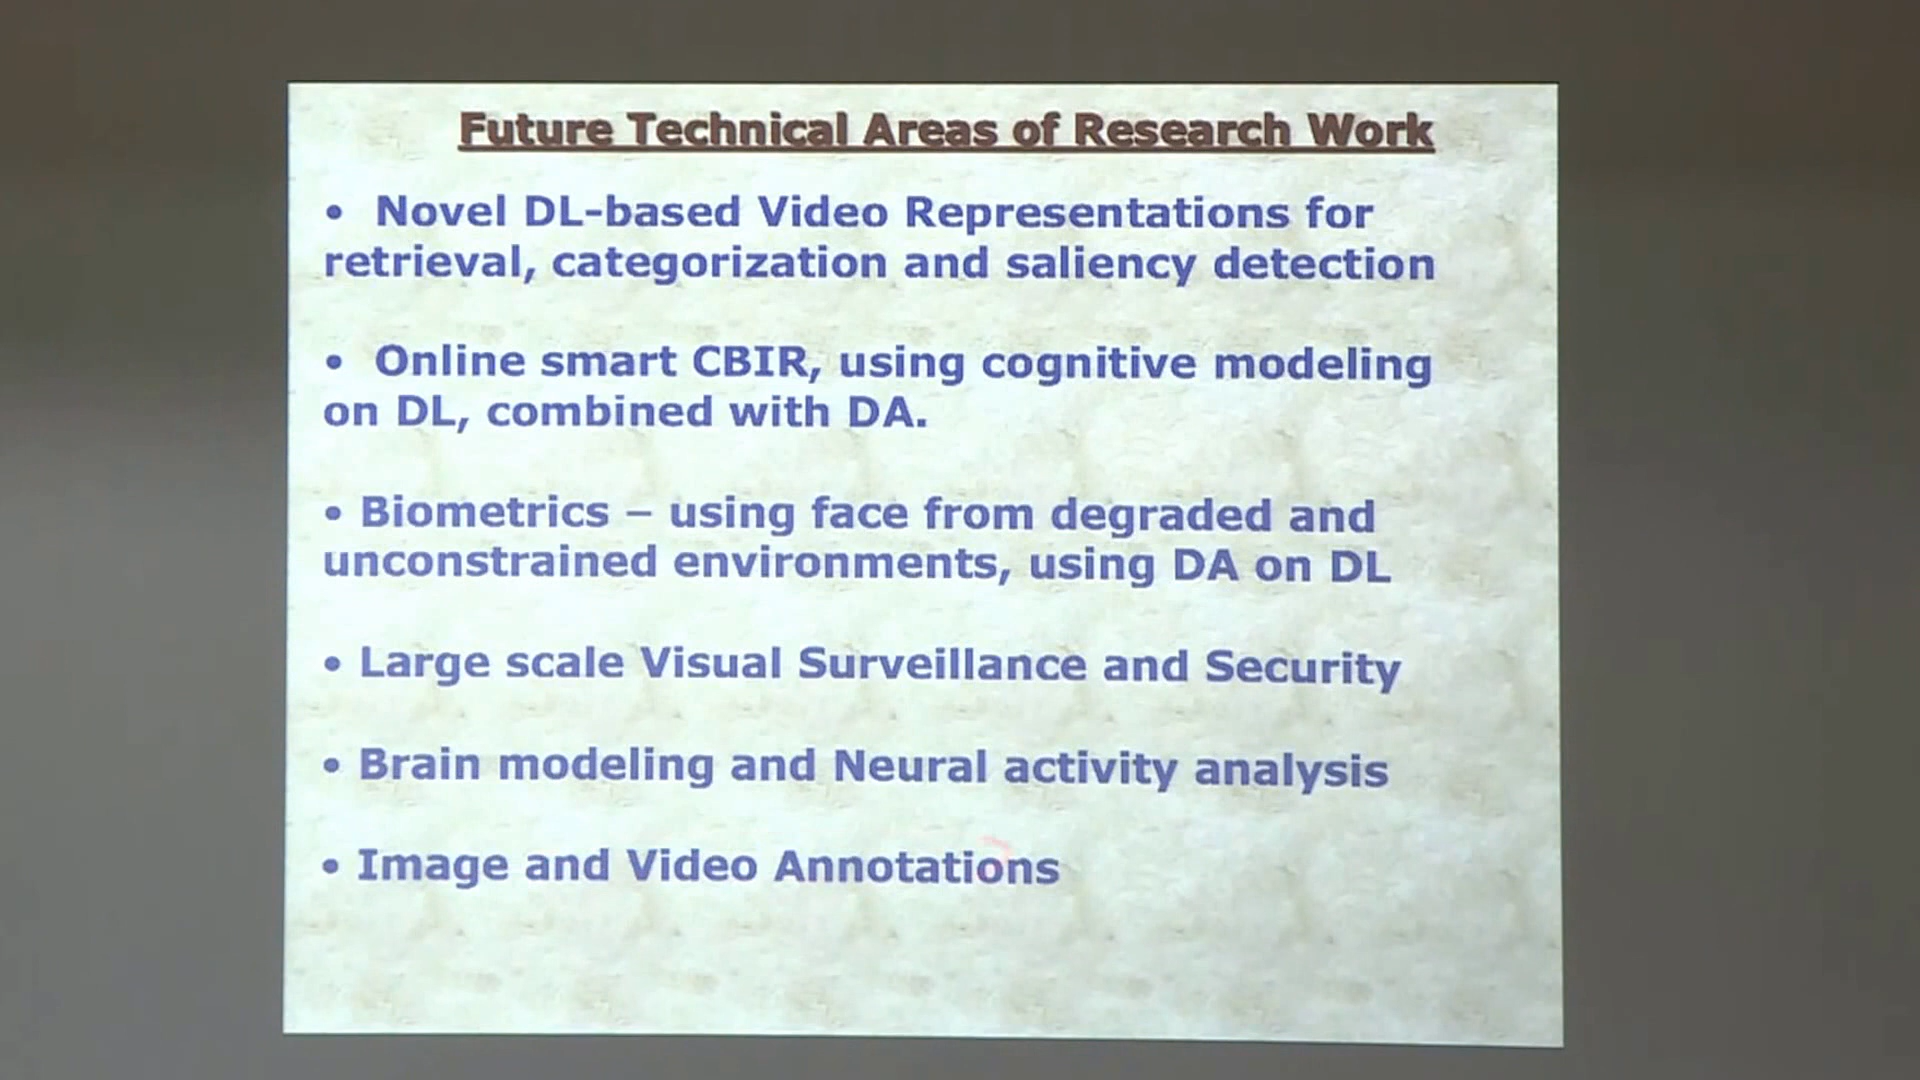 Future Technical Areas of Research Work
• Novel DL-based Video Representations for
retrieval, categorization and saliency detection
• Online smart CBIR, using cognitive modeling
on DL, combined with DA.
• Biometrics – using face from degraded and
unconstrained environments, using DA on DL
• Large scale Visual Surveillance and Security
• Brain modeling and Neural activity analysis
• Image and Video Annotations